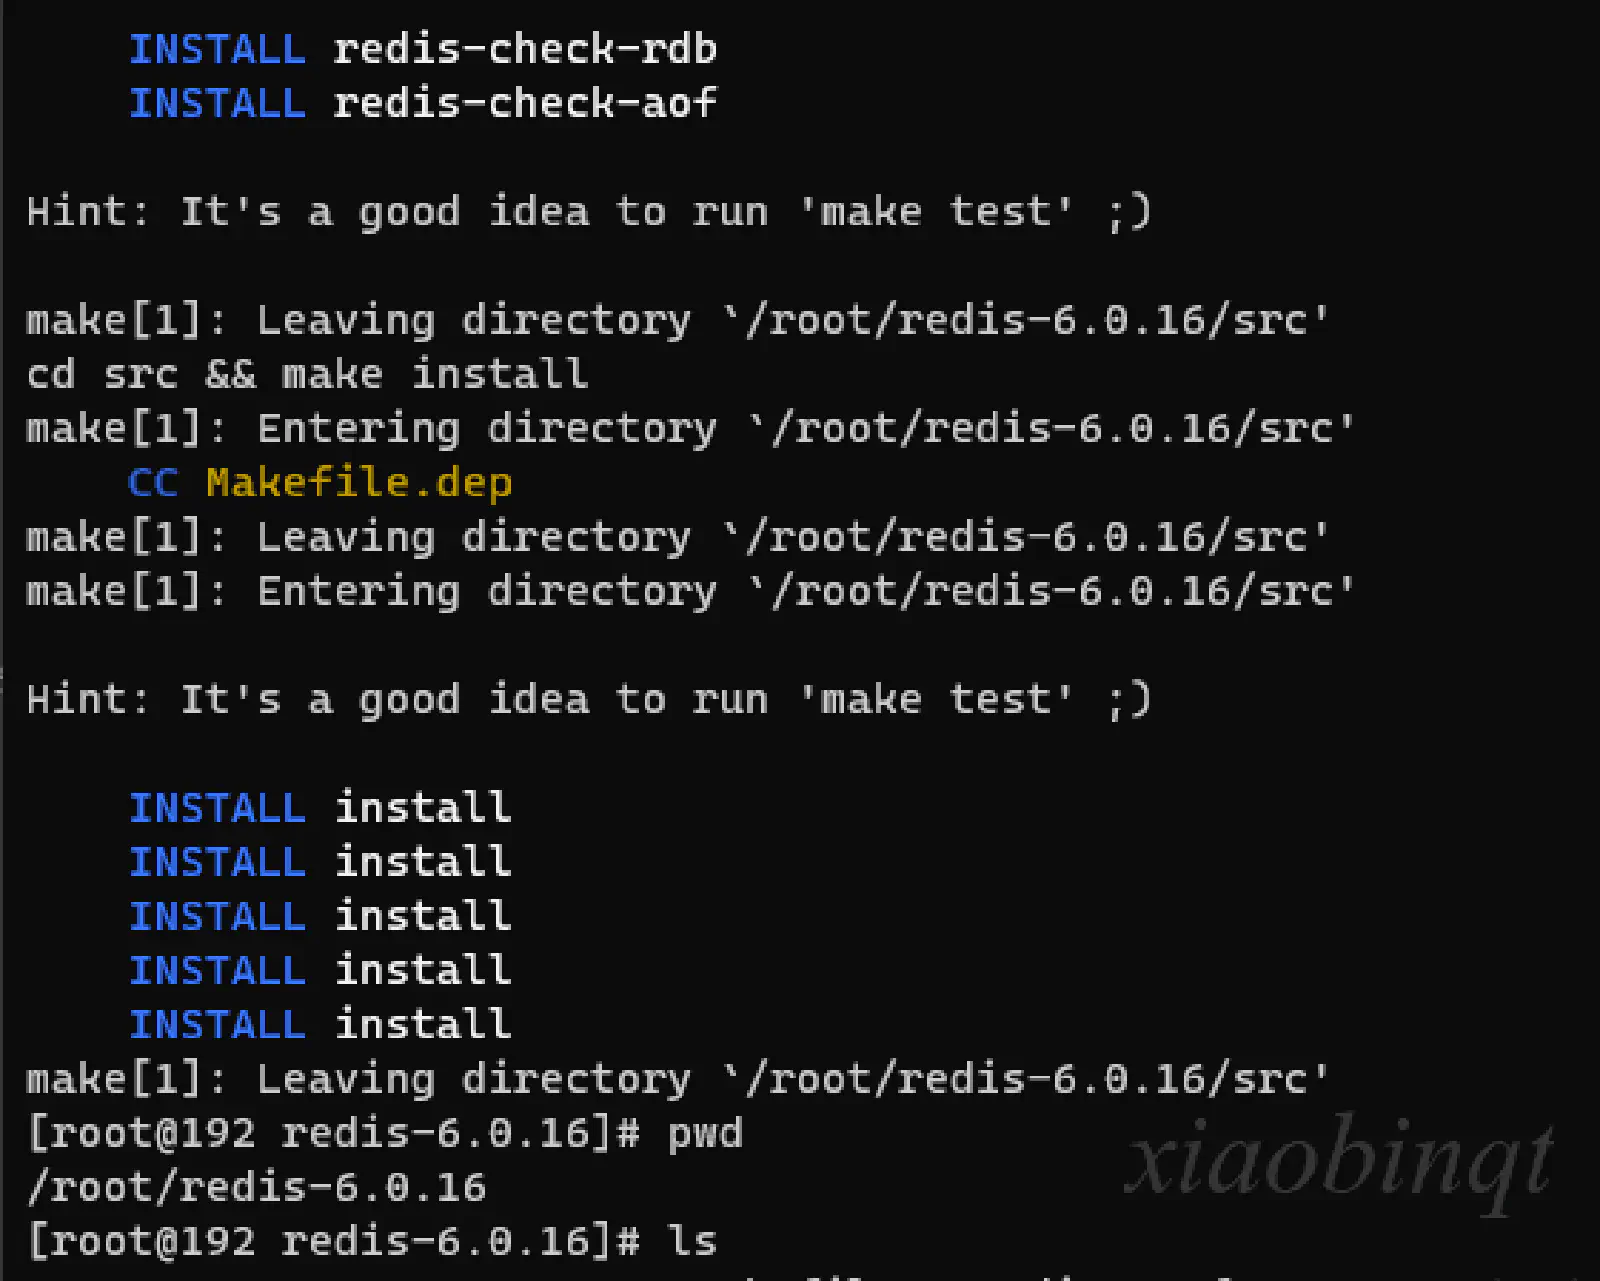 INSTALL redis-check-rdb
INSTALL redis-check-aof
Hint: It's a good idea to run 'make test' ;)
make[1]: Leaving directory `/root/redis-6.0.16/src'
cd src && make install
make[1]: Entering directory `/root/redis-6.0.16/src'
CC Makefile.dep
make[1]: Leaving directory `/root/redis-6.0.16/src'
make[1]: Entering directory `/root/redis-6.0.16/src'
Hint: It's a good idea to run 'make test' ;)
INSTALL install
INSTALL install
INSTALL install
INSTALL install
INSTALL install
make[1]: Leaving directory `/root/redis-6.0.16/src'
[root@192 redis-6.0.16]# pwd
/root/redis-6.0.16
[root@192 redis-6.0.16]# ls
xiaobinqt